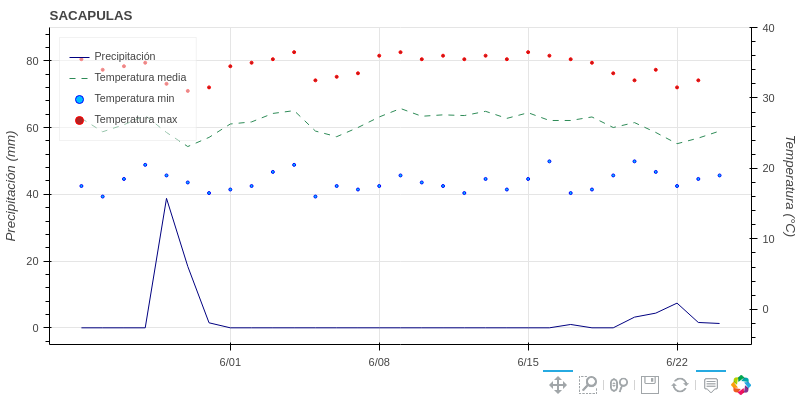 SACAPULAS
Precipitación
Temperatura media
Temperatura min
Temperatura max
Precipitación (mm)
80
60
40
20
0
Temperatura (°C)
40
30
20
10
0
6/01
6/08
6/15
6/22